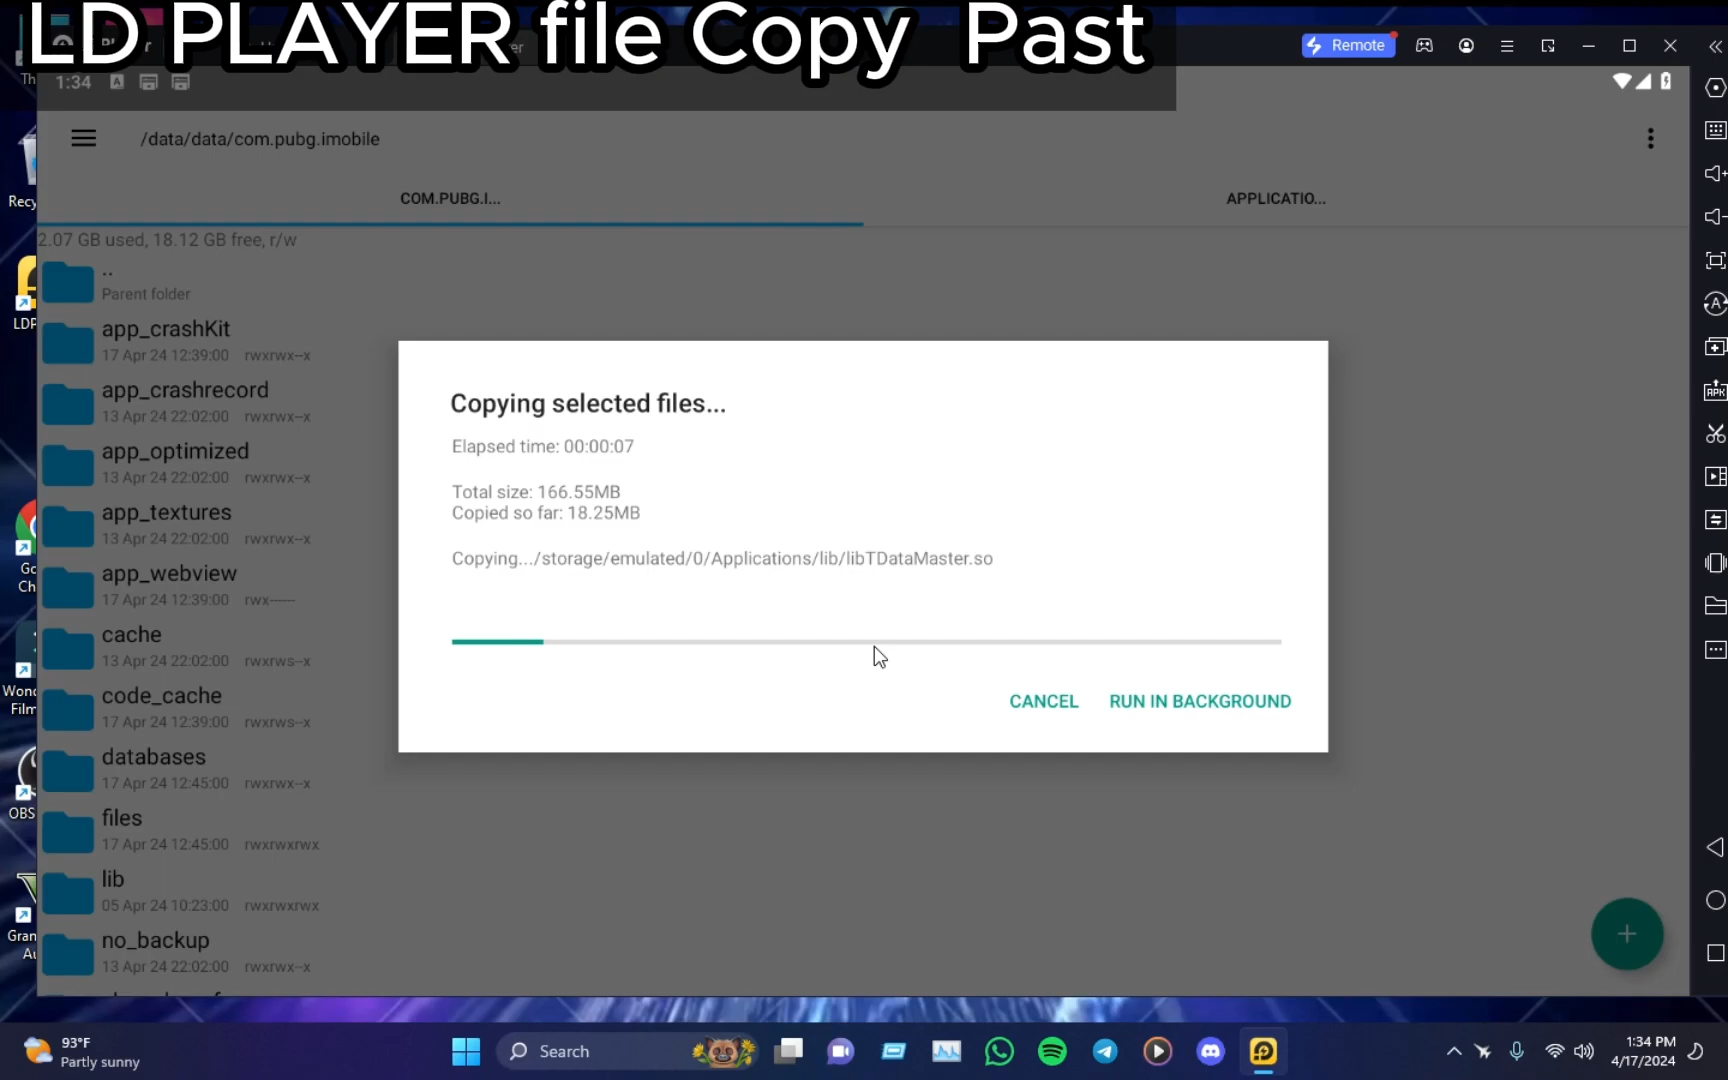 LD PLAYER file Copy Past
Remote
1:34
/data/data/com.pubg.imobile
COM.PUBG.I...
APPLICATIO...
2.07 GB used, 18.12 GB free, r/w
..
Parent folder
app_crashKit
17 Apr 24 12:39:00 rwxrwx--x
app_crashrecord
13 Apr 24 22:02:00 rwxrwx--x
app_optimized
13 Apr 24 22:02:00 rwxrwx--x
app_textures
13 Apr 24 22:02:00 rwxrwx--x
app_webview
17 Apr 24 12:39:00 rwx------
cache
13 Apr 24 22:02:00 rwxrws--x
code_cache
17 Apr 24 12:39:00 rwxrws--x
databases
17 Apr 24 12:45:00 rwxrwx--x
files
17 Apr 24 12:45:00 rwxrwxrwx
lib
05 Apr 24 10:23:00 rwxrwxrwx
no_backup
13 Apr 24 22:02:00 rwxrwx--x
Copying selected files...
Elapsed time: 00:00:07
Total size: 166.55MB
Copied so far: 18.25MB
Copying.../storage/emulated/0/Applications/lib/libTDataMaster.so
CANCEL RUN IN BACKGROUND
Recy
LDP
Go
Ch
Wond
Film
OBS
Gran
Au
APK
93°F
Partly sunny
Search
1:34 PM
4/17/2024